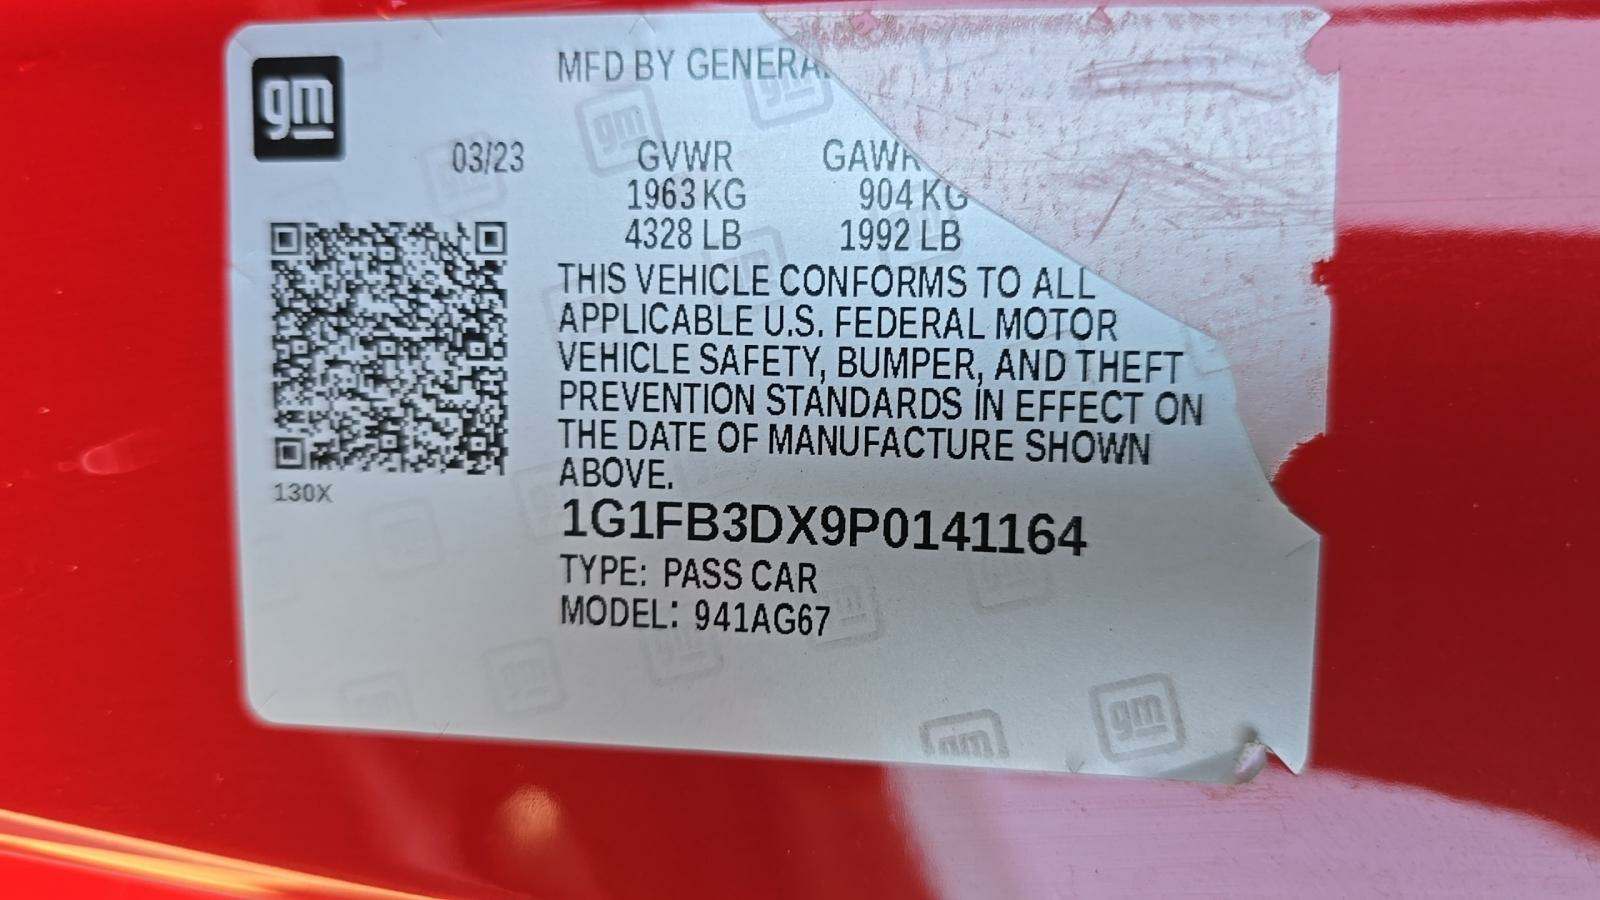 gm
MFD BY GENERA
03/23 GVWR GAWR
1963 KG 904 KG
4328 LB 1992 LB
THIS VEHICLE CONFORMS TO ALL
APPLICABLE U.S. FEDERAL MOTOR
VEHICLE SAFETY, BUMPER, AND THEFT
PREVENTION STANDARDS IN EFFECT ON
THE DATE OF MANUFACTURE SHOWN
ABOVE.
130X
1G1FB3DX9P0141164
TYPE: PASS CAR
MODEL: 941AG67